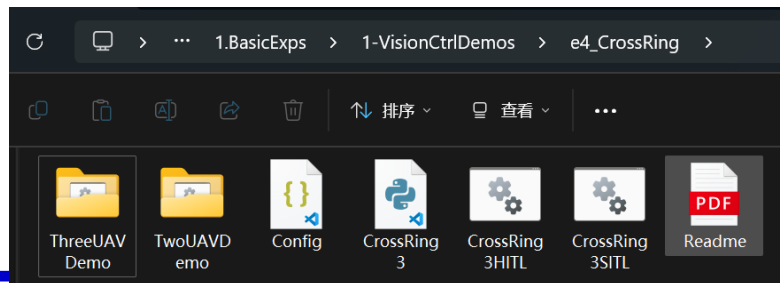 1.BasicExps > 1-VisionCtrlDemos > e4_CrossRing >
排序 查看
ThreeUAV
Demo
TwoUAVD
emo
Config
CrossRing
3
CrossRing
3HITL
CrossRing
3SITL
PDF
Readme